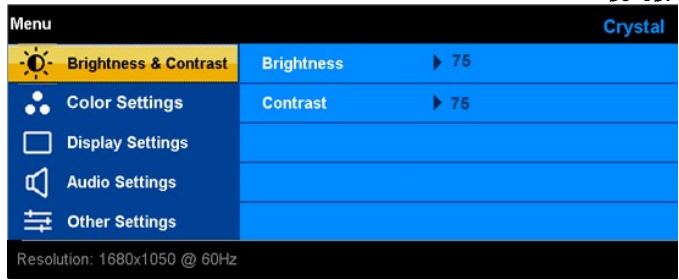 Menu Crystal
Brightness & Contrast Brightness 75
Color Settings Contrast 75
Display Settings
Audio Settings
Other Settings
Resolution: 1680x1050 @ 60Hz